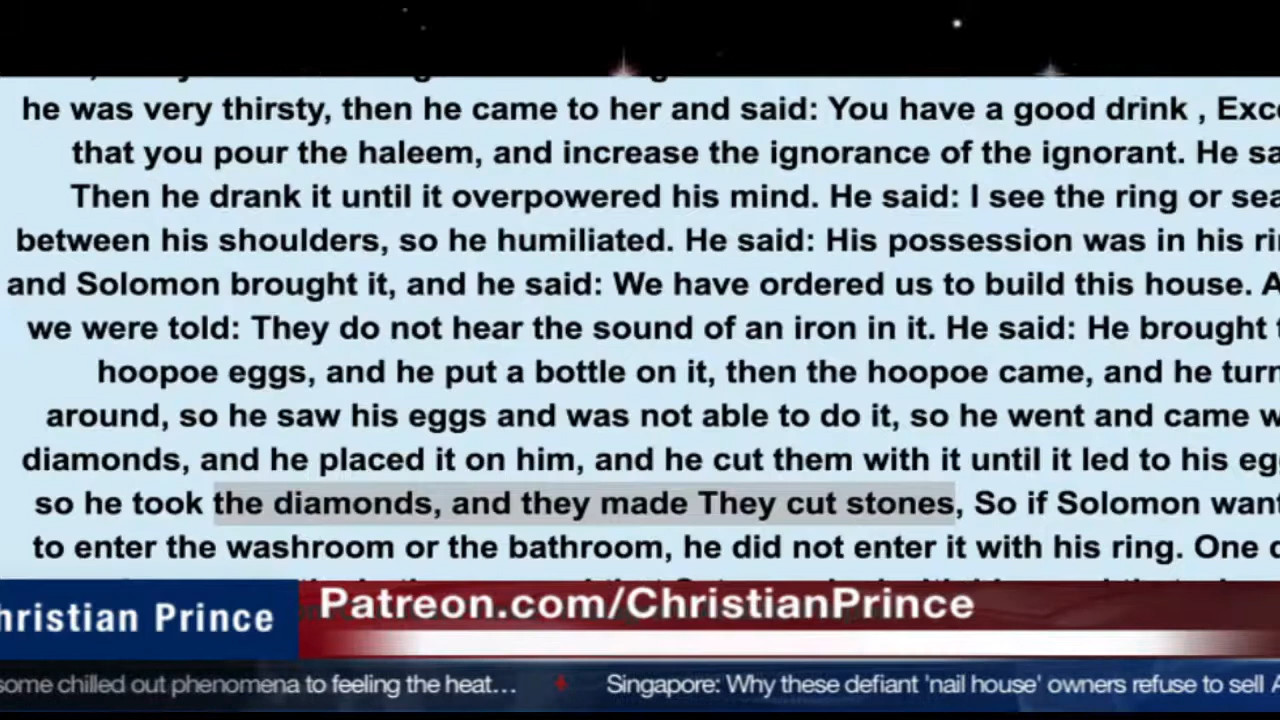 he was very thirsty, then he came to her and said: You have a good drink , Exc
that you pour the haleem, and increase the ignorance of the ignorant. He sa
Then he drank it until it overpowered his mind. He said: I see the ring or sea
between his shoulders, so he humiliated. He said: His possession was in his ri
and Solomon brought it, and he said: We have ordered us to build this house. A
we were told: They do not hear the sound of an iron in it. He said: He brought
hoopoe eggs, and he put a bottle on it, then the hoopoe came, and he turn
around, so he saw his eggs and was not able to do it, so he went and came w
diamonds, and he placed it on him, and he cut them with it until it led to his eg
so he took the diamonds, and they made They cut stones, So if Solomon want
to enter the washroom or the bathroom, he did not enter it with his ring. One
hristian Prince
Patreon.com/ChristianPrince
some chilled out phenomena to feeling the heat...
Singapore: Why these defiant 'nail house' owners refuse to sell A